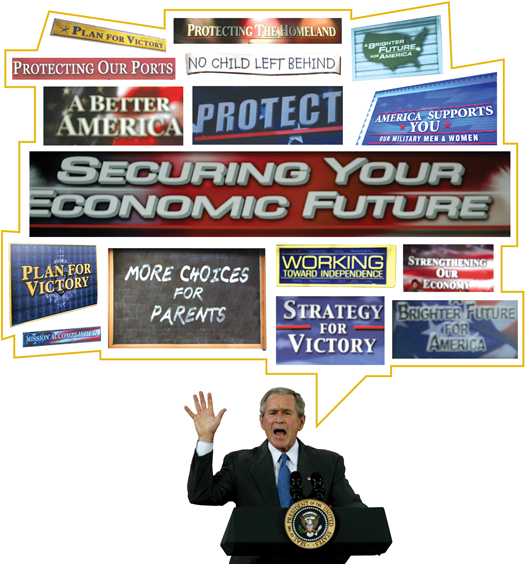 PLAN FOR VICTORY
PROTECTING THE HOMELAND
A BRIGHTER
FUTURE
FOR AMERICA
PROTECTING OUR PORTS
NO CHILD LEFT BEHIND
A BETTER
AMERICA
PROTECT
AMERICA SUPPORTS
YOU
OUR MILITARY MEN & WOMEN
SECURING YOUR
ECONOMIC FUTURE
PLAN FOR
VICTORY
MORE CHOICES
FOR
PARENTS
WORKING
TOWARD INDEPENDENCE
STRENGTHENING
OUR
ECONOMY
STRATEGY
FOR
VICTORY
BRIGHTER FUTURE
FOR
AMERICA
MISSION ACCOMPLISHED